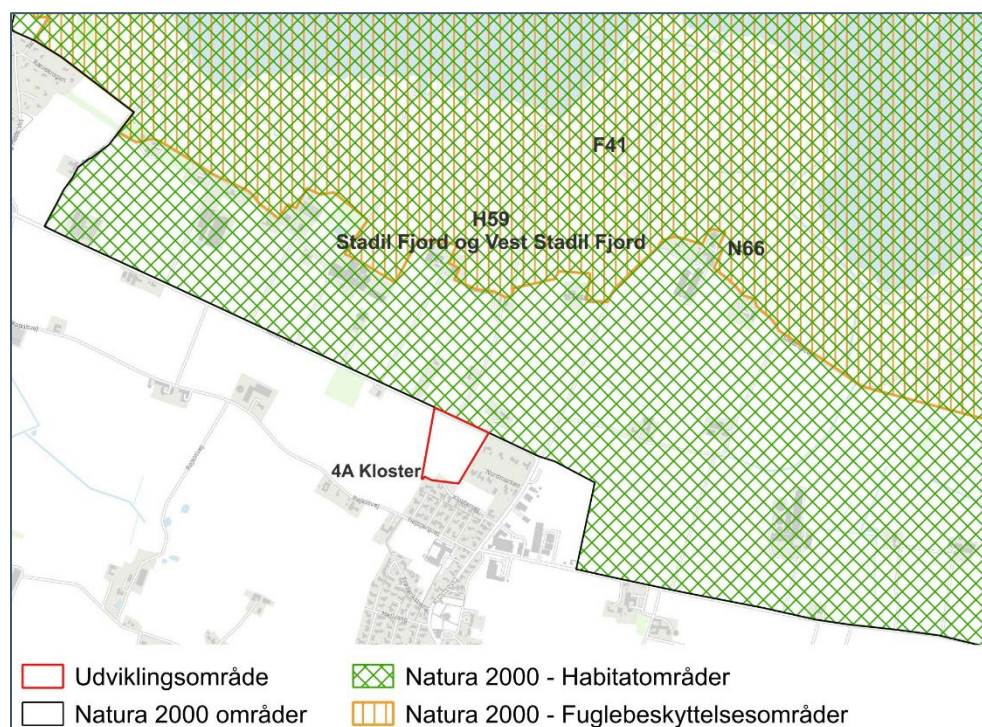 F41
H59
Stadil Fjord og Vest Stadil Fjord
N66
4A Kloster
Udviklingsområde
Natura 2000 områder
Natura 2000 - Habitatområder
Natura 2000 - Fuglebeskyttelsesområder